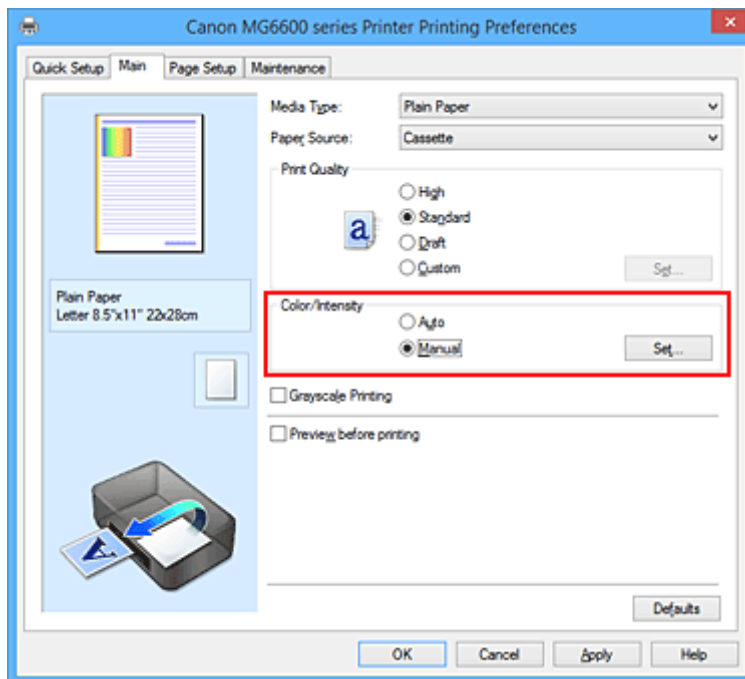 Canon MG6600 series Printer Printing Preferences
Quick Setup Main Page Setup Maintenance
Media Type: Plain Paper
Paper Source: Cassette
Print Quality
High
a Standard
Draft
Custom Set...
Plain Paper
Letter 8.5"x11" 22x28cm
Color/Intensity
Auto
Manual Set...
Grayscale Printing
Preview before printing
A
Defaults
OK Cancel Apply Help